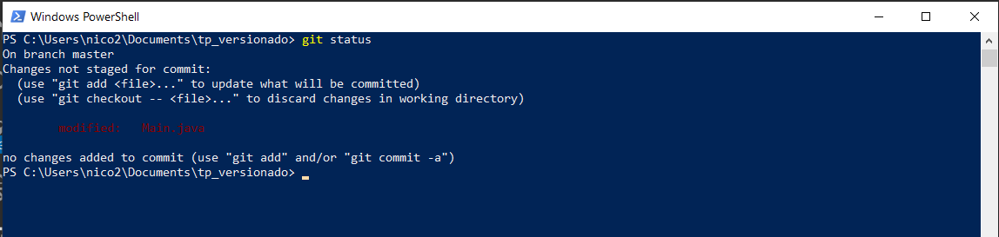 Windows PowerShell
PS C:\Users\nico2\Documents\tp_versionado> git status
On branch master
Changes not staged for commit:
  (use "git add <file>..." to update what will be committed)
  (use "git checkout -- <file>..." to discard changes in working directory)
        modified:   Main.java
no changes added to commit (use "git add" and/or "git commit -a")
PS C:\Users\nico2\Documents\tp_versionado>